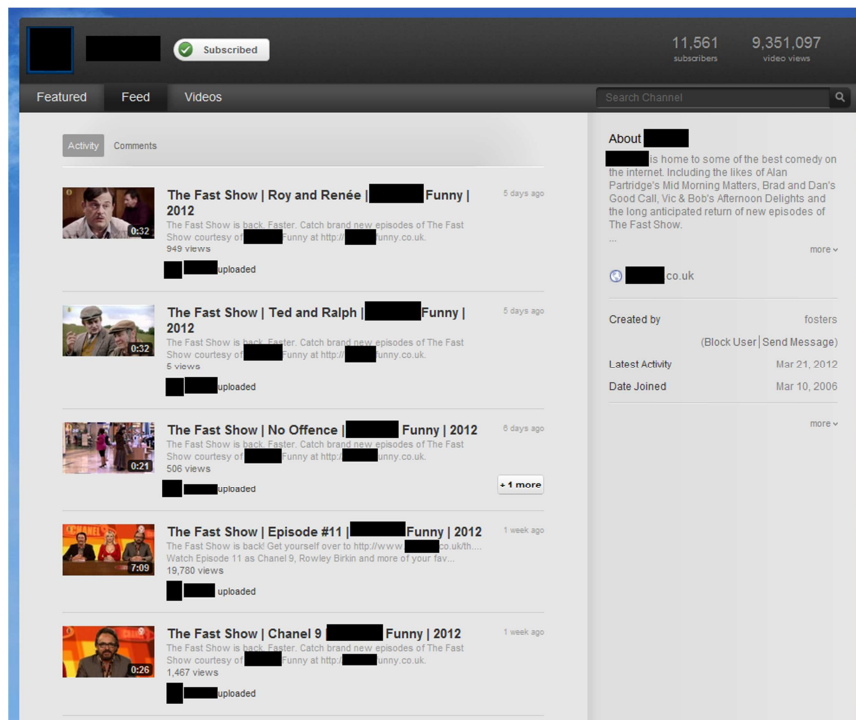 Subscribed
11,561
subscribers
9,351,097
video views
Featured
Feed
Videos
Search Channel
Activity
Comments
0:32
The Fast Show | Roy and Renée | Funny |
2012
5 days ago
The Fast Show is back. Faster. Catch brand new episodes of The Fast
Show courtesy of Funny at http:// funny.co.uk.
949 views
uploaded
0:32
The Fast Show | Ted and Ralph | Funny |
2012
5 days ago
The Fast Show is back. Faster. Catch brand new episodes of The Fast
Show courtesy of Funny at http:// funny.co.uk.
5 views
uploaded
0:21
The Fast Show | No Offence | Funny | 2012
6 days ago
The Fast Show is back. Faster. Catch brand new episodes of The Fast
Show courtesy of Funny at http:// unny.co.uk.
506 views
uploaded
+ 1 more
7:09
The Fast Show | Episode #11 | Funny | 2012
1 week ago
The Fast Show is back! Get yourself over to http://www. co.uk/th....
Watch Episode 11 as Chanel 9, Rowley Birkin and more of your fav...
19,780 views
uploaded
0:26
The Fast Show | Chanel 9 | Funny | 2012
1 week ago
The Fast Show is back. Faster. Catch brand new episodes of The Fast
Show courtesy of Funny at http:/ unny.co.uk.
1,467 views
uploaded
About
is home to some of the best comedy on
the internet. Including the likes of Alan
Partridge's Mid Morning Matters, Brad and Dan's
Good Call, Vic & Bob's Afternoon Delights and
the long anticipated return of new episodes of
The Fast Show.
...
more
.co.uk
Created by
fosters
(Block User|Send Message)
Latest Activity
Mar 21, 2012
Date Joined
Mar 10, 2006
more